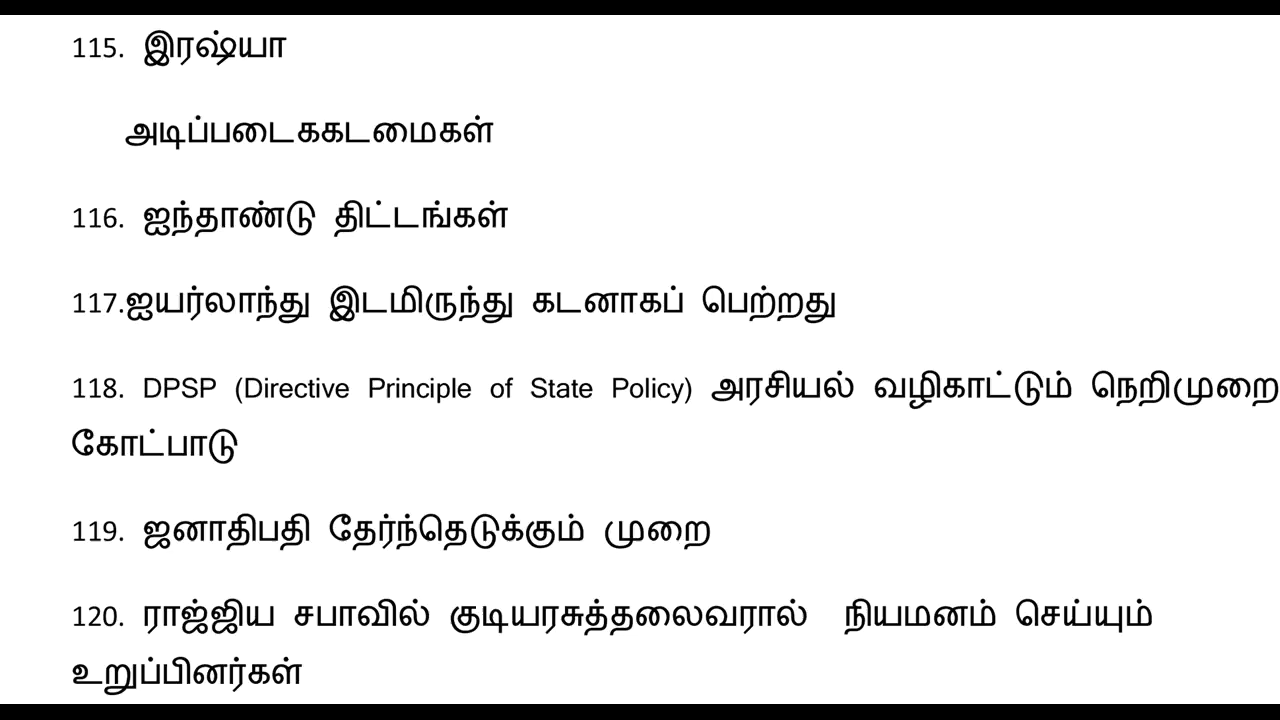 115. இரஷ்யா
அடிப்படைககடமைகள்
116. ஐந்தாண்டு திட்டங்கள்
117.ஐயர்லாந்து இடமிருந்து கடனாகப் பெற்றது
118. DPSP (Directive Principle of State Policy) அரசியல் வழிகாட்டும் நெறிமுறை
கோட்பாடு
119. ஜனாதிபதி தேர்ந்தெடுக்கும் முறை
120. ராஜ்ஜிய சபாவில் குடியரசுத்தலைவரால் நியமனம் செய்யும்
உறுப்பினர்கள்